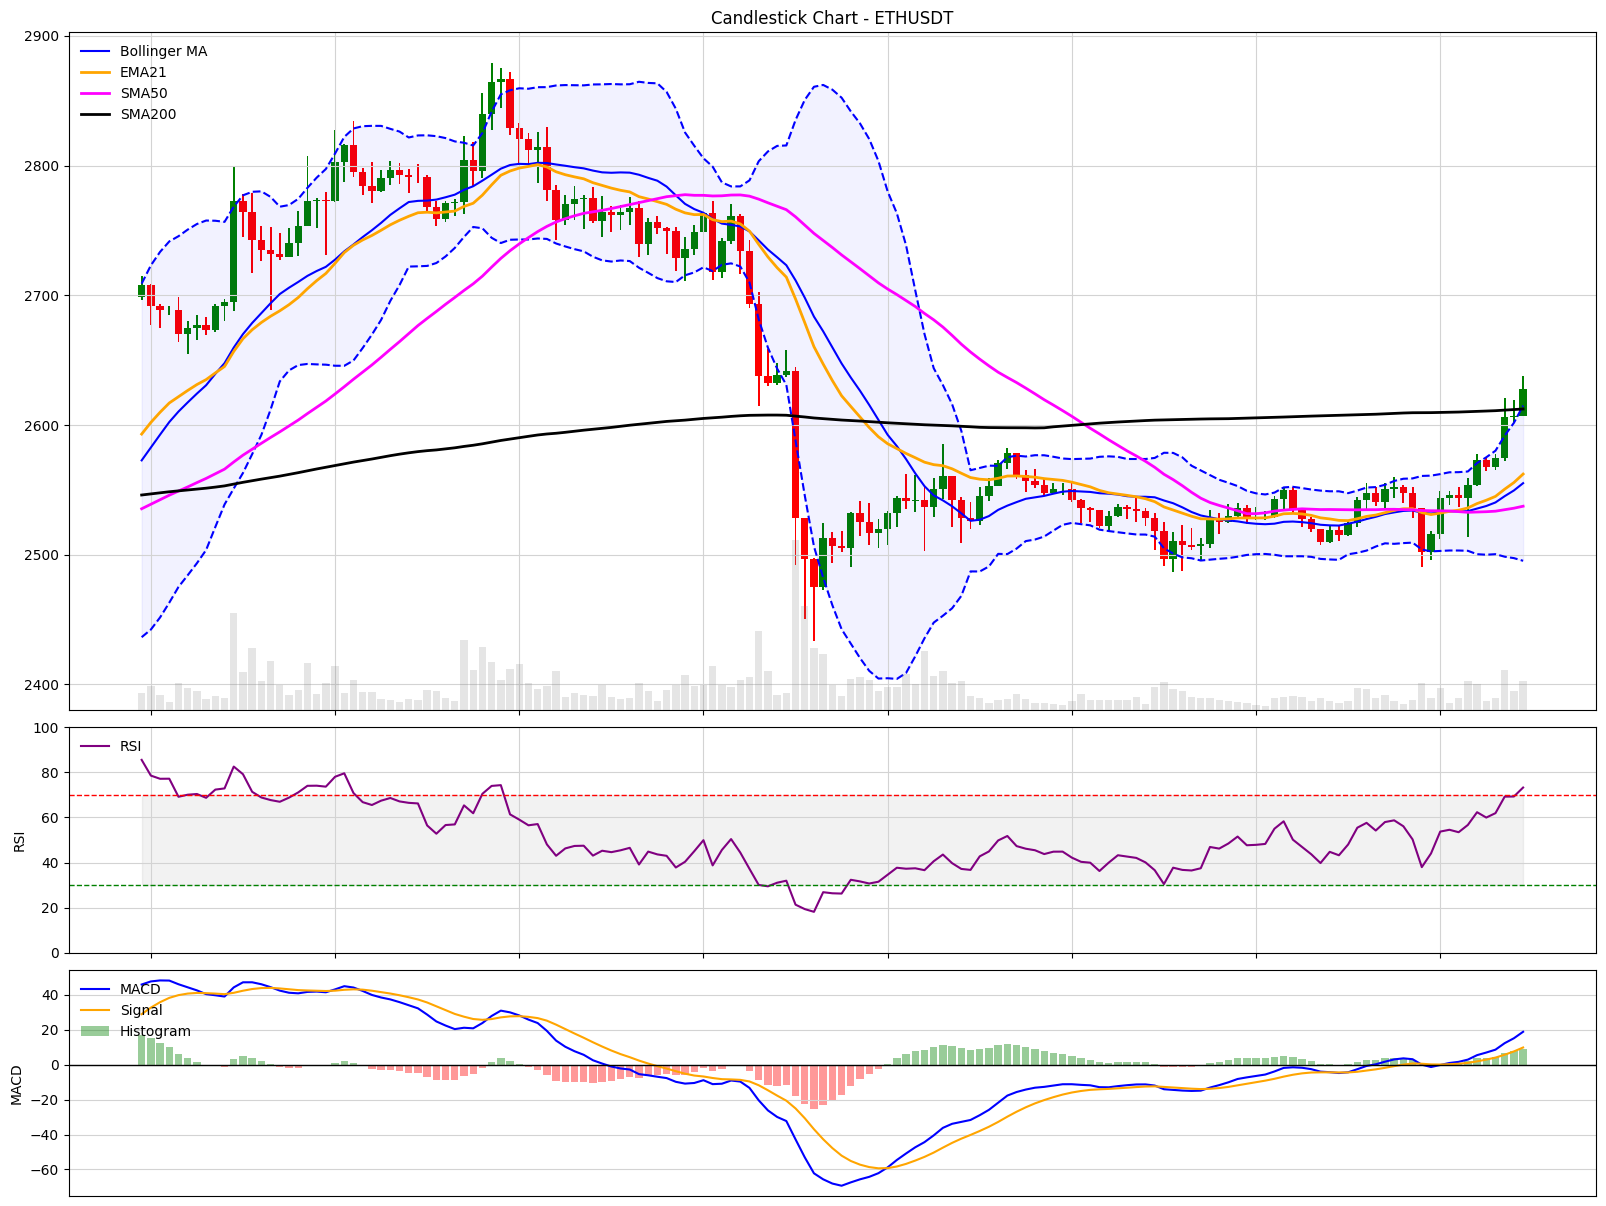 Candlestick Chart - ETHUSDT
2900
2800
2700
2600
2500
2400
Bollinger MA
EMA21
SMA50
SMA200
100
80
60
40
20
0
RSI
RSI
40
20
0
−20
−40
−60
MACD
MACD
Signal
Histogram